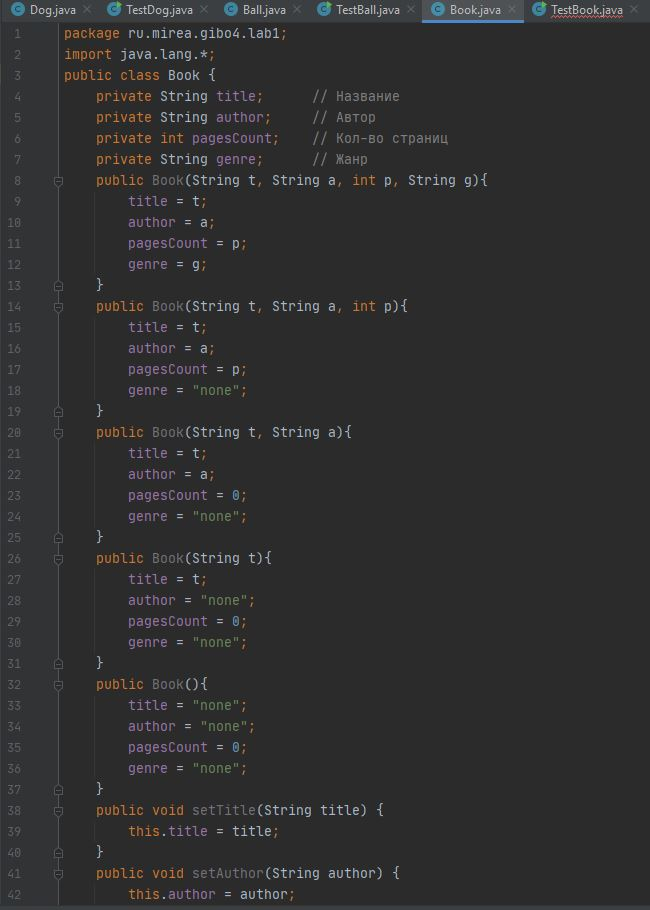 Dog.java TestDog.java Ball.java TestBall.java Book.java TestBook.java
1 package ru.mirea.gibo4.lab1;
2 import java.lang.*;
3 public class Book {
4 private String title; // Название
5 private String author; // Автор
6 private int pagesCount; // Кол-во страниц
7 private String genre; // Жанр
8 public Book(String t, String a, int p, String g){
9 title = t;
10 author = a;
11 pagesCount = p;
12 genre = g;
13 }
14 public Book(String t, String a, int p){
15 title = t;
16 author = a;
17 pagesCount = p;
18 genre = "none";
19 }
20 public Book(String t, String a){
21 title = t;
22 author = a;
23 pagesCount = 0;
24 genre = "none";
25 }
26 public Book(String t){
27 title = t;
28 author = "none";
29 pagesCount = 0;
30 genre = "none";
31 }
32 public Book(){
33 title = "none";
34 author = "none";
35 pagesCount = 0;
36 genre = "none";
37 }
38 public void setTitle(String title) {
39 this.title = title;
40 }
41 public void setAuthor(String author) {
42 this.author = author;